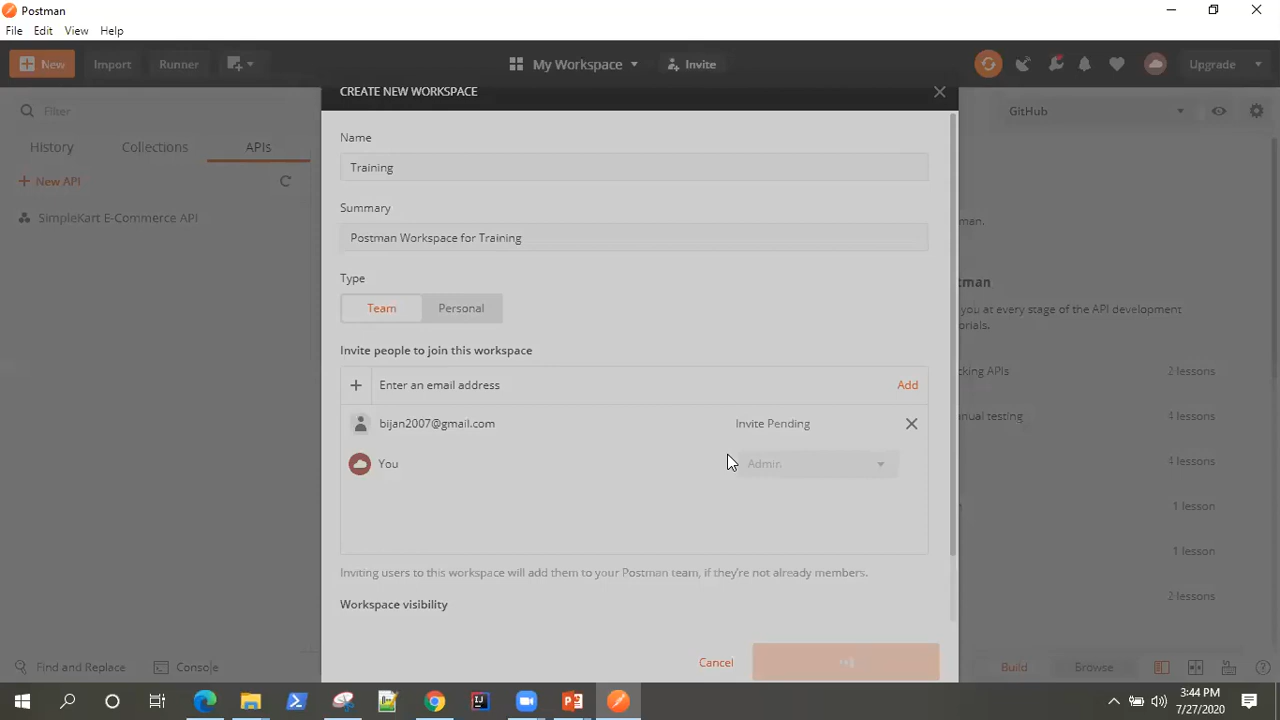 Postman
File Edit View Help
New Import Runner My Workspace Invite Upgrade
Filter
History Collections APIs
New API
SimpleKart E-Commerce API
CREATE NEW WORKSPACE
Name
Training
Summary
Postman Workspace for Training
Type
Team Personal
Invite people to join this workspace
Enter an email address Add
bijan2007@gmail.com Invite Pending
You Admin
Inviting users to this workspace will add them to your Postman team, if they're not already members.
Workspace visibility
Cancel
GitHub
man.
tman
you at every stage of the API development
orials.
cking APIs 2 lessons
anual testing 4 lessons
4 lessons
1 lesson
1 lesson
2 lessons
Find and Replace Console Build Browse
3:44 PM
7/27/2020